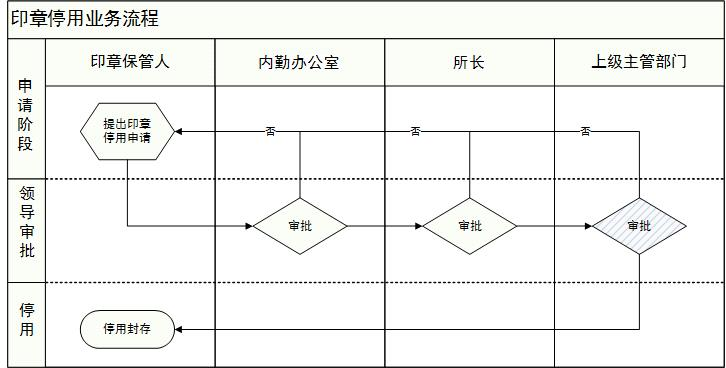 印章停用业务流程
印章保管人
内勤办公室
所长
上级主管部门
申请阶段
提出印章
停用申请
否
否
否
领导审批
审批
审批
审批
停用
停用封存